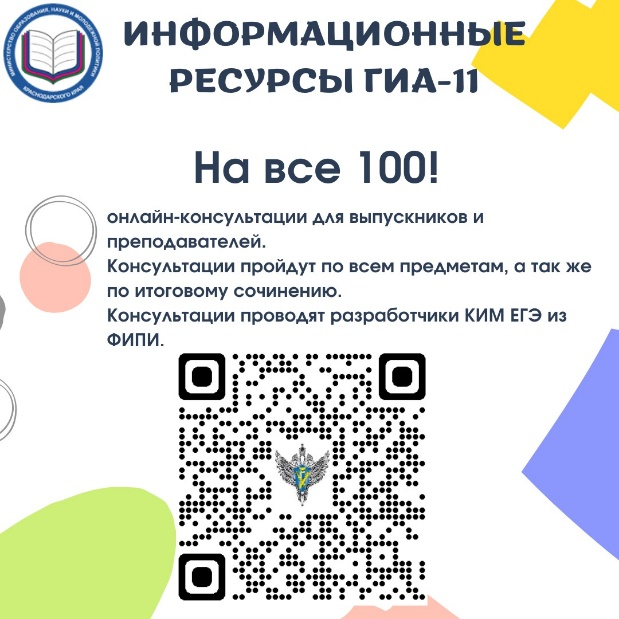 МИНИСТЕРСТВО ОБРАЗОВАНИЯ, НАУКИ И МОЛОДЕЖНОЙ ПОЛИТИКИ
КРАСНОДАРСКОГО КРАЯ
ИНФОРМАЦИОННЫЕ
РЕСУРСЫ ГИА-11
На все 100!
онлайн-консультации для выпускников и
преподавателей.
Консультации пройдут по всем предметам, а так же
по итоговому сочинению.
Консультации проводят разработчики КИМ ЕГЭ из
ФИПИ.